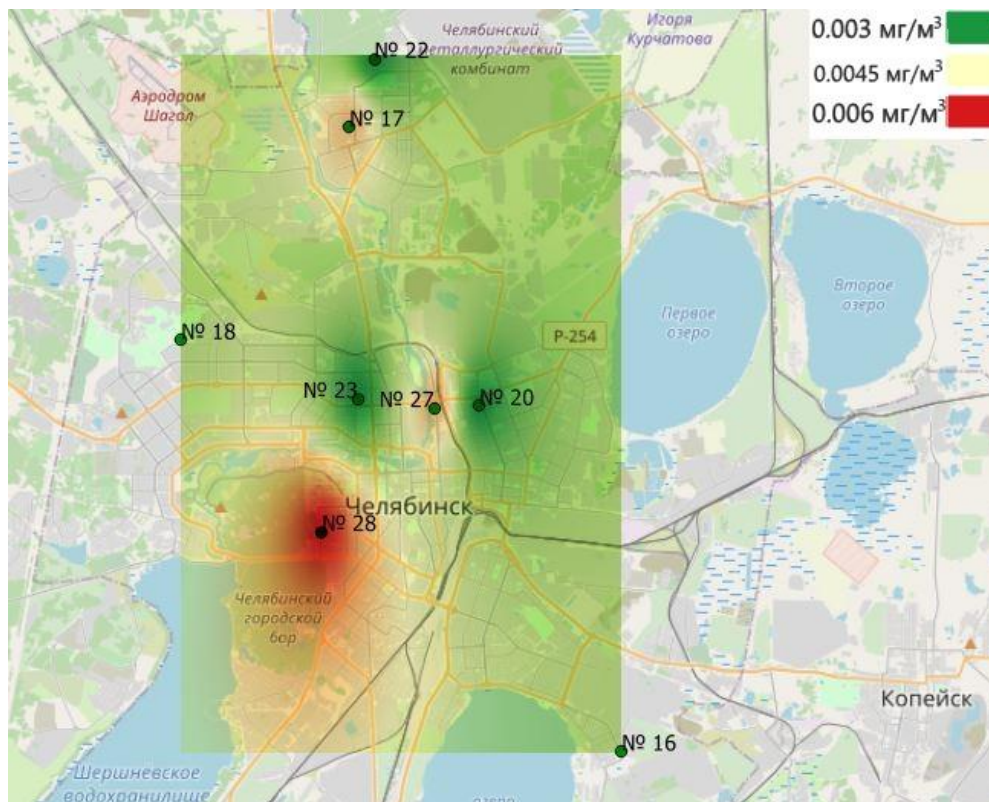 0.003 мг/м³
0.0045 мг/м³
0.006 мг/м³
Игоря
Курчатова
Челябинский
металлургический
комбинат
№ 22
Аэродром
Шагол
№ 17
№ 18
Первое
озеро
Второе
озеро
Р-254
№ 23
№ 27
№ 20
Челябинск
№ 28
Челябинский
городской
бор
Копейск
№ 16
Шершневское
водохранилище
озеро